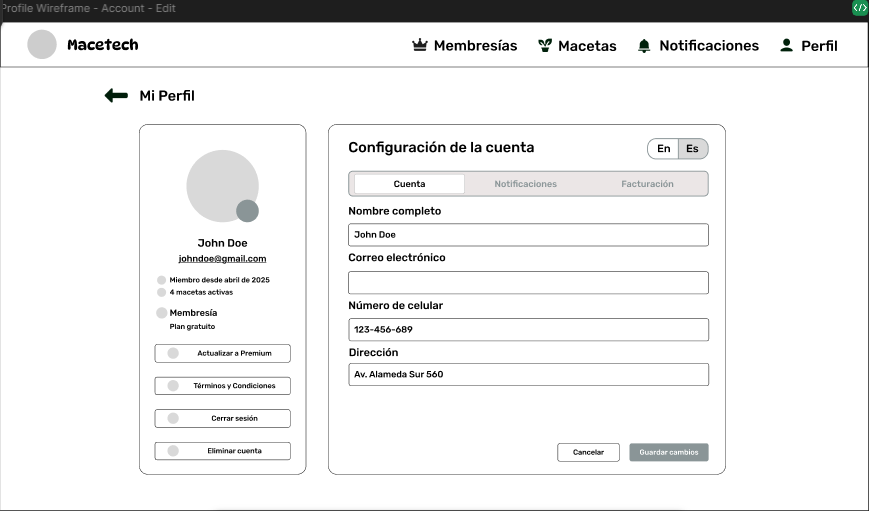 Profile Wireframe - Account - Edit
</>
Macetech
Membresías
Macetas
Notificaciones
Perfil
Mi Perfil
John Doe
johndoe@gmail.com
Miembro desde abril de 2025
4 macetas activas
Membresía
Plan gratuito
Actualizar a Premium
Términos y Condiciones
Cerrar sesión
Eliminar cuenta
Configuración de la cuenta
En
Es
Cuenta
Notificaciones
Facturación
Nombre completo
John Doe
Correo electrónico
Número de celular
123-456-689
Dirección
Av. Alameda Sur 560
Cancelar
Guardar cambios